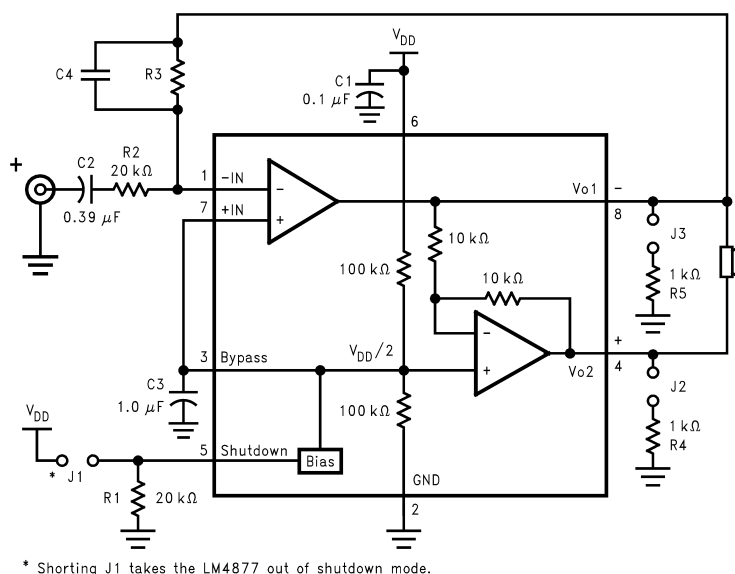 V_DD
C4
R3
C1
0.1 μF
6
+
C2
R2
20 kΩ
0.39 μF
1
-IN
7
+IN
-
+
Vo1
-
8
10 kΩ
J3
100 kΩ
10 kΩ
1 kΩ
R5
-
+
3
Bypass
V_DD/2
+
4
Vo2
C3
1.0 μF
100 kΩ
J2
V_DD
5
Shutdown
Bias
1 kΩ
R4
* J1
R1
20 kΩ
GND
2
* Shorting J1 takes the LM4877 out of shutdown mode.